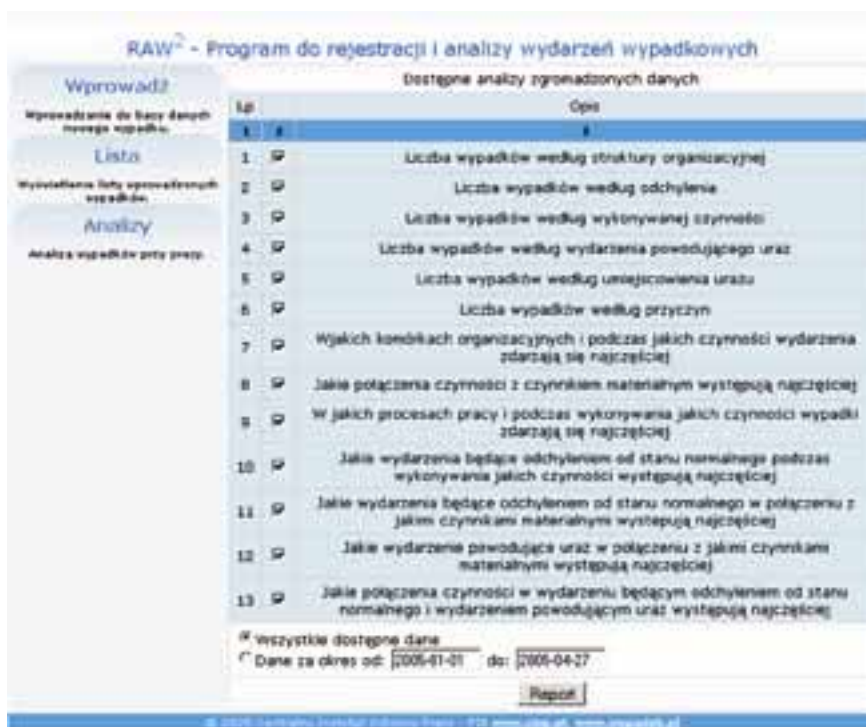 RAW2 - Program do rejestracji i analizy wydarzeń wypadkowych
Wprowadź
Wprowadzanie do bazy danych
nowego wypadku.
Lista
Wyświetlanie listy wprowadzonych
wypadków.
Analizy
Analiza wypadków przy pracy.
Dostępne analizy zgromadzonych danych
Lp Opis
1 Liczba wypadków według struktury organizacyjnej
2 Liczba wypadków według odchylenia
3 Liczba wypadków według wykonywanej czynności
4 Liczba wypadków według wydarzenia powodującego uraz
5 Liczba wypadków według umiejscowienia urazu
6 Liczba wypadków według przyczyn
7 Wjakich komórkach organizacyjnych i podczas jakich czynności wydarzenia
zdarzają się najczęściej
8 Jakie połączenia czynności z czynnikiem materialnym występują najczęściej
9 W jakich procesach pracy i podczas wykonywania jakich czynności wypadki
zdarzają się najczęściej
10 Jakie wydarzenia będące odchyleniem od stanu normalnego podczas
wykonywania jakich czynności występują najczęściej
11 Jakie wydarzenia będące odchyleniem od stanu normalnego w połączeniu z
jakimi czynnikami materialnymi wystepują najczęściej
12 Jakie wydarzenie powodujące uraz w połączeniu z jakimi czynnikami
materialnymi występują najczęściej
13 Jakie połączenia czynności w wydarzeniu będącym odchyleniem od stanu
normalnego i wydarzeniem powodującym uraz występują najczęściej
Wszystkie dostępne dane
Dane za okres od: 2005-01-01 do: 2005-04-27
Raport